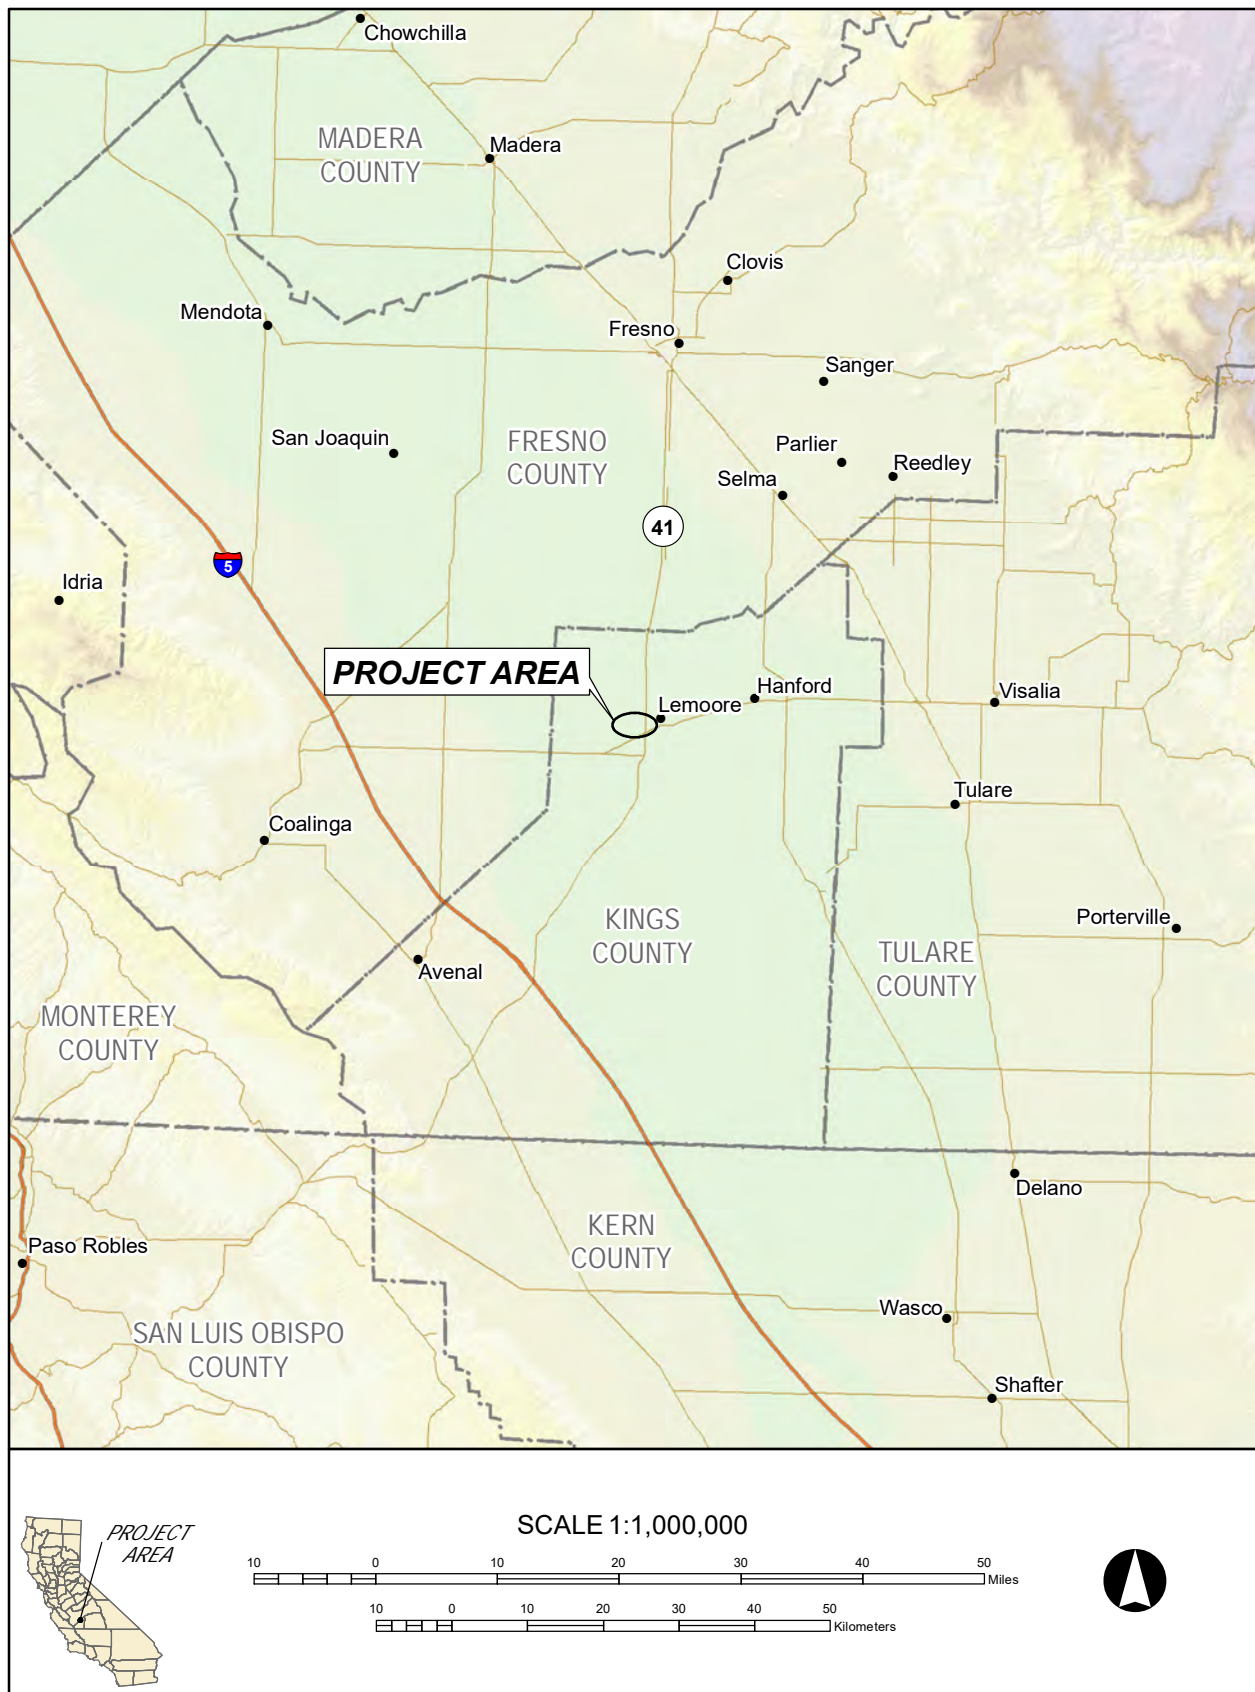 Chowchilla
MADERA
COUNTY
Madera
Clovis
Mendota
Fresno
Sanger
San Joaquin
FRESNO
COUNTY
Parlier
Reedley
Selma
41
5
Idria
PROJECT AREA
Hanford
Visalia
Lemoore
Tulare
Coalinga
KINGS
COUNTY
Porterville
TULARE
COUNTY
Avenal
MONTEREY
COUNTY
Delano
KERN
COUNTY
Paso Robles
Wasco
SAN LUIS OBISPO
COUNTY
Shafter
PROJECT
AREA
SCALE 1:1,000,000
10 0 10 20 30 40 50
Miles
10 0 10 20 30 40 50
Kilometers